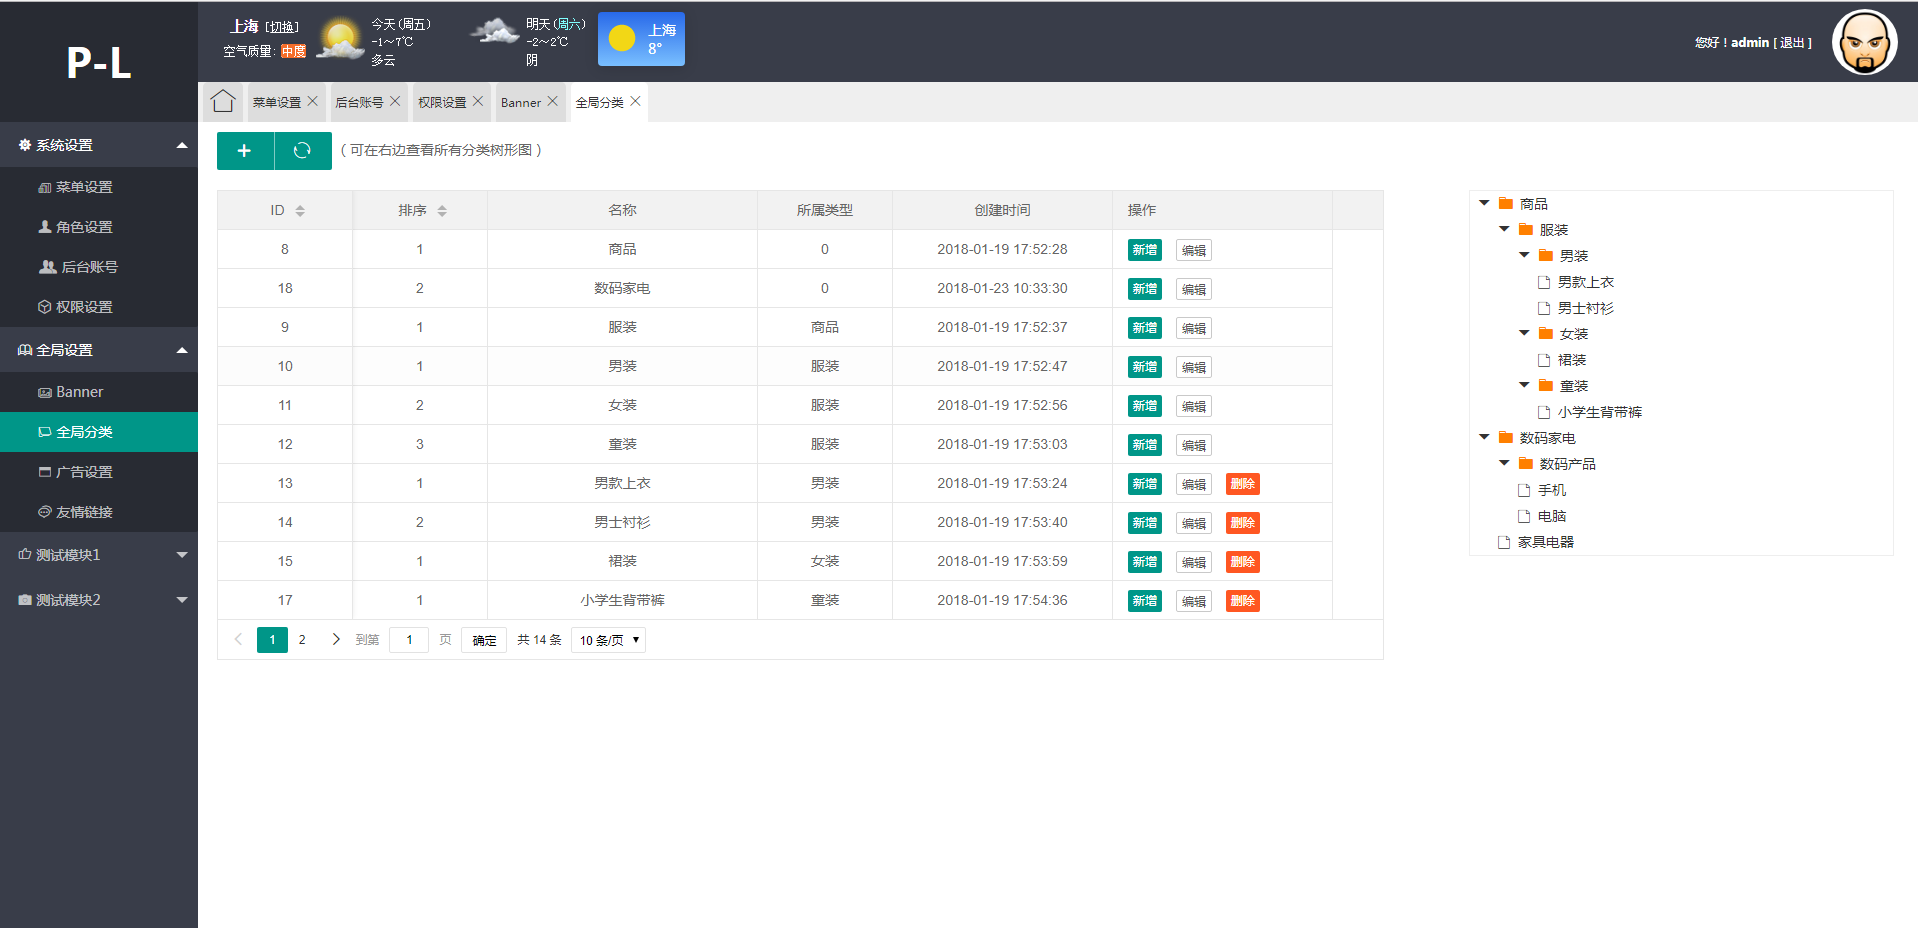 P-L
上海 [切换]
空气质量: 中度
今天(周五)
-1~7℃
多云
明天(周六)
-2~2℃
阴
上海
8°
您好！admin [ 退出 ]
菜单设置
后台账号
权限设置
Banner
全局分类
系统设置
菜单设置
角色设置
后台账号
权限设置
全局设置
Banner
全局分类
广告设置
友情链接
测试模块1
测试模块2
（ 可在右边查看所有分类树形图 ）
ID 排序 名称 所属类型 创建时间 操作
8 1 商品 0 2018-01-19 17:52:28 新增 编辑
18 2 数码家电 0 2018-01-23 10:33:30 新增 编辑
9 1 服装 商品 2018-01-19 17:52:37 新增 编辑
10 1 男装 服装 2018-01-19 17:52:47 新增 编辑
11 2 女装 服装 2018-01-19 17:52:56 新增 编辑
12 3 童装 服装 2018-01-19 17:53:03 新增 编辑
13 1 男款上衣 男装 2018-01-19 17:53:24 新增 编辑 删除
14 2 男士衬衫 男装 2018-01-19 17:53:40 新增 编辑 删除
15 1 裙装 女装 2018-01-19 17:53:59 新增 编辑 删除
17 1 小学生背带裤 童装 2018-01-19 17:54:36 新增 编辑 删除
1 2 到第 1 页 确定 共 14 条 10 条/页
商品
服装
男装
男款上衣
男士衬衫
女装
裙装
童装
小学生背带裤
数码家电
数码产品
手机
电脑
家具电器